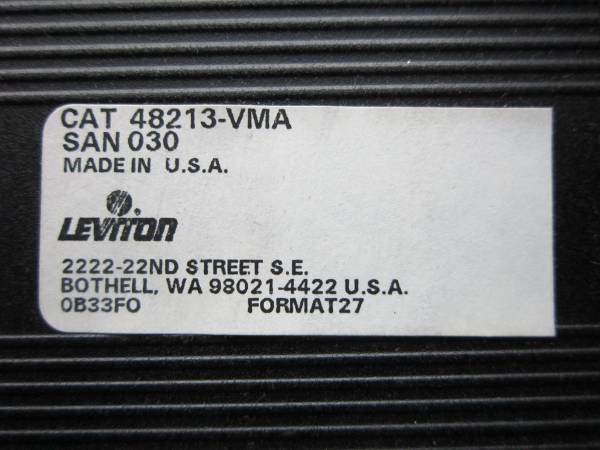 CAT 48213-VMA
SAN 030
MADE IN U.S.A.
LEVITON
2222-22ND STREET S.E.
BOTHELL, WA 98021-4422 U.S.A.
0B33FO FORMAT27